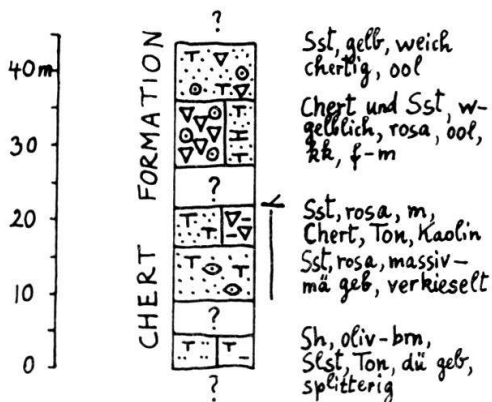 ?
40 m
30
20
10
0
CHERT FORMATION
?
?
?
Sst, gelb, weich
chertig, ool
Chert und Sst, w-
gelblich, rosa, ool,
kk, f-m
Sst, rosa, m,
Chert, Ton, Kaolin
Sst, rosa, massiv-
mä geb, verkieselt
Sh, oliv-brn,
Slst, Ton, dü geb,
splitterig